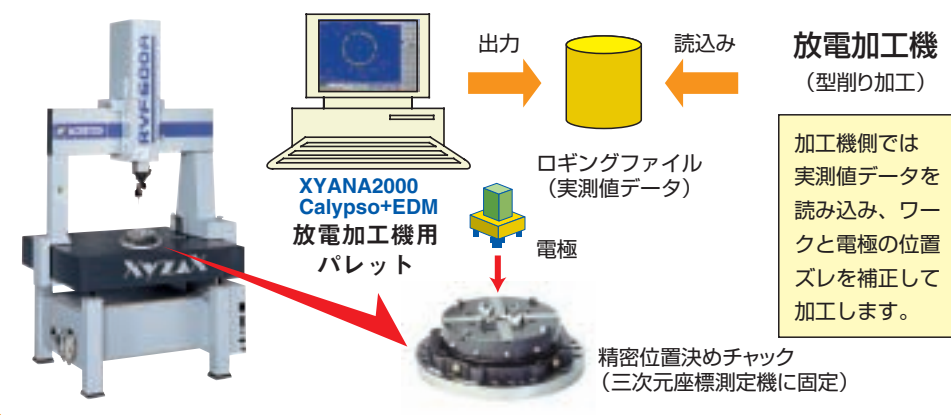 出力
読込み
放電加工機
（型削り加工）
ロギングファイル
（実測値データ）
XYANA2000
Calypso+EDM
放電加工機用
パレット
電極
加工機側では
実測値データを
読み込み、ワー
クと電極の位置
ズレを補正して
加工します。
精密位置決めチャック
（三次元座標測定機に固定）
RVF600A
XYZAX